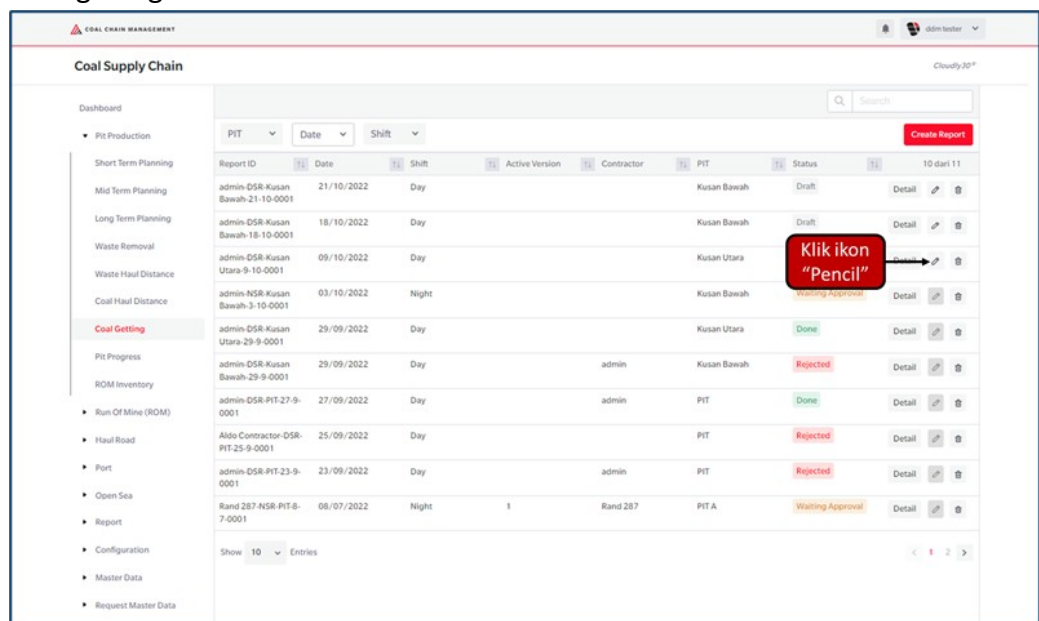 COAL CHAIN MANAGEMENT
ddm tester
Coal Supply Chain
Cloudly30°
Dashboard
Search
Pit Production
PIT Date Shift
Create Report
Short Term Planning
Mid Term Planning
Long Term Planning
Waste Removal
Waste Haul Distance
Coal Haul Distance
Coal Getting
Pit Progress
ROM Inventory
Run Of Mine (ROM)
Haul Road
Port
Open Sea
Report
Configuration
Master Data
Request Master Data
Report ID Date Shift Active Version Contractor PIT Status 10 dari 11
admin-DSR-Kusan 21/10/2022 Day Kusan Bawah Draft Detail
Bawah-21-10-0001
admin-DSR-Kusan 18/10/2022 Day Kusan Bawah Draft Detail
Bawah-18-10-0001
admin-DSR-Kusan 09/10/2022 Day Kusan Utara
Utara-9-10-0001
Klik ikon
“Pencil”
admin-NSR-Kusan 03/10/2022 Night Kusan Bawah Waiting Approval Detail
Bawah-3-10-0001
admin-DSR-Kusan 29/09/2022 Day Kusan Utara Done Detail
Utara-29-9-0001
admin-DSR-Kusan 29/09/2022 Day admin Kusan Bawah Rejected Detail
Bawah-29-9-0001
admin-DSR-PIT-27-9- 27/09/2022 Day admin PIT Done Detail
0001
Aldo Contractor-DSR- 25/09/2022 Day PIT Rejected Detail
PIT-25-9-0001
admin-DSR-PIT-23-9- 23/09/2022 Day admin PIT Rejected Detail
0001
Rand 287-NSR-PIT-8- 08/07/2022 Night 1 Rand 287 PIT A Waiting Approval Detail
7-0001
Show 10 Entries
1 2